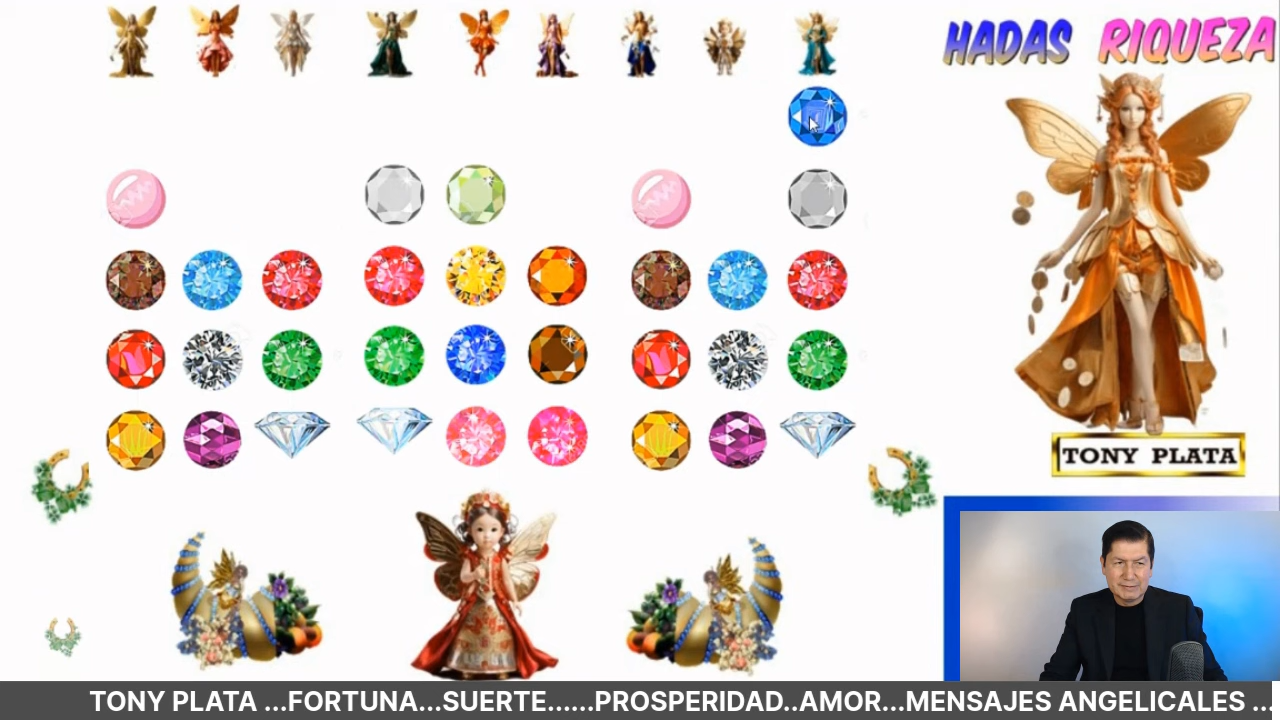 HADAS RIQUEZA
TONY PLATA
TONY PLATA ...FORTUNA...SUERTE......PROSPERIDAD..AMOR...MENSAJES ANGELICALES ...